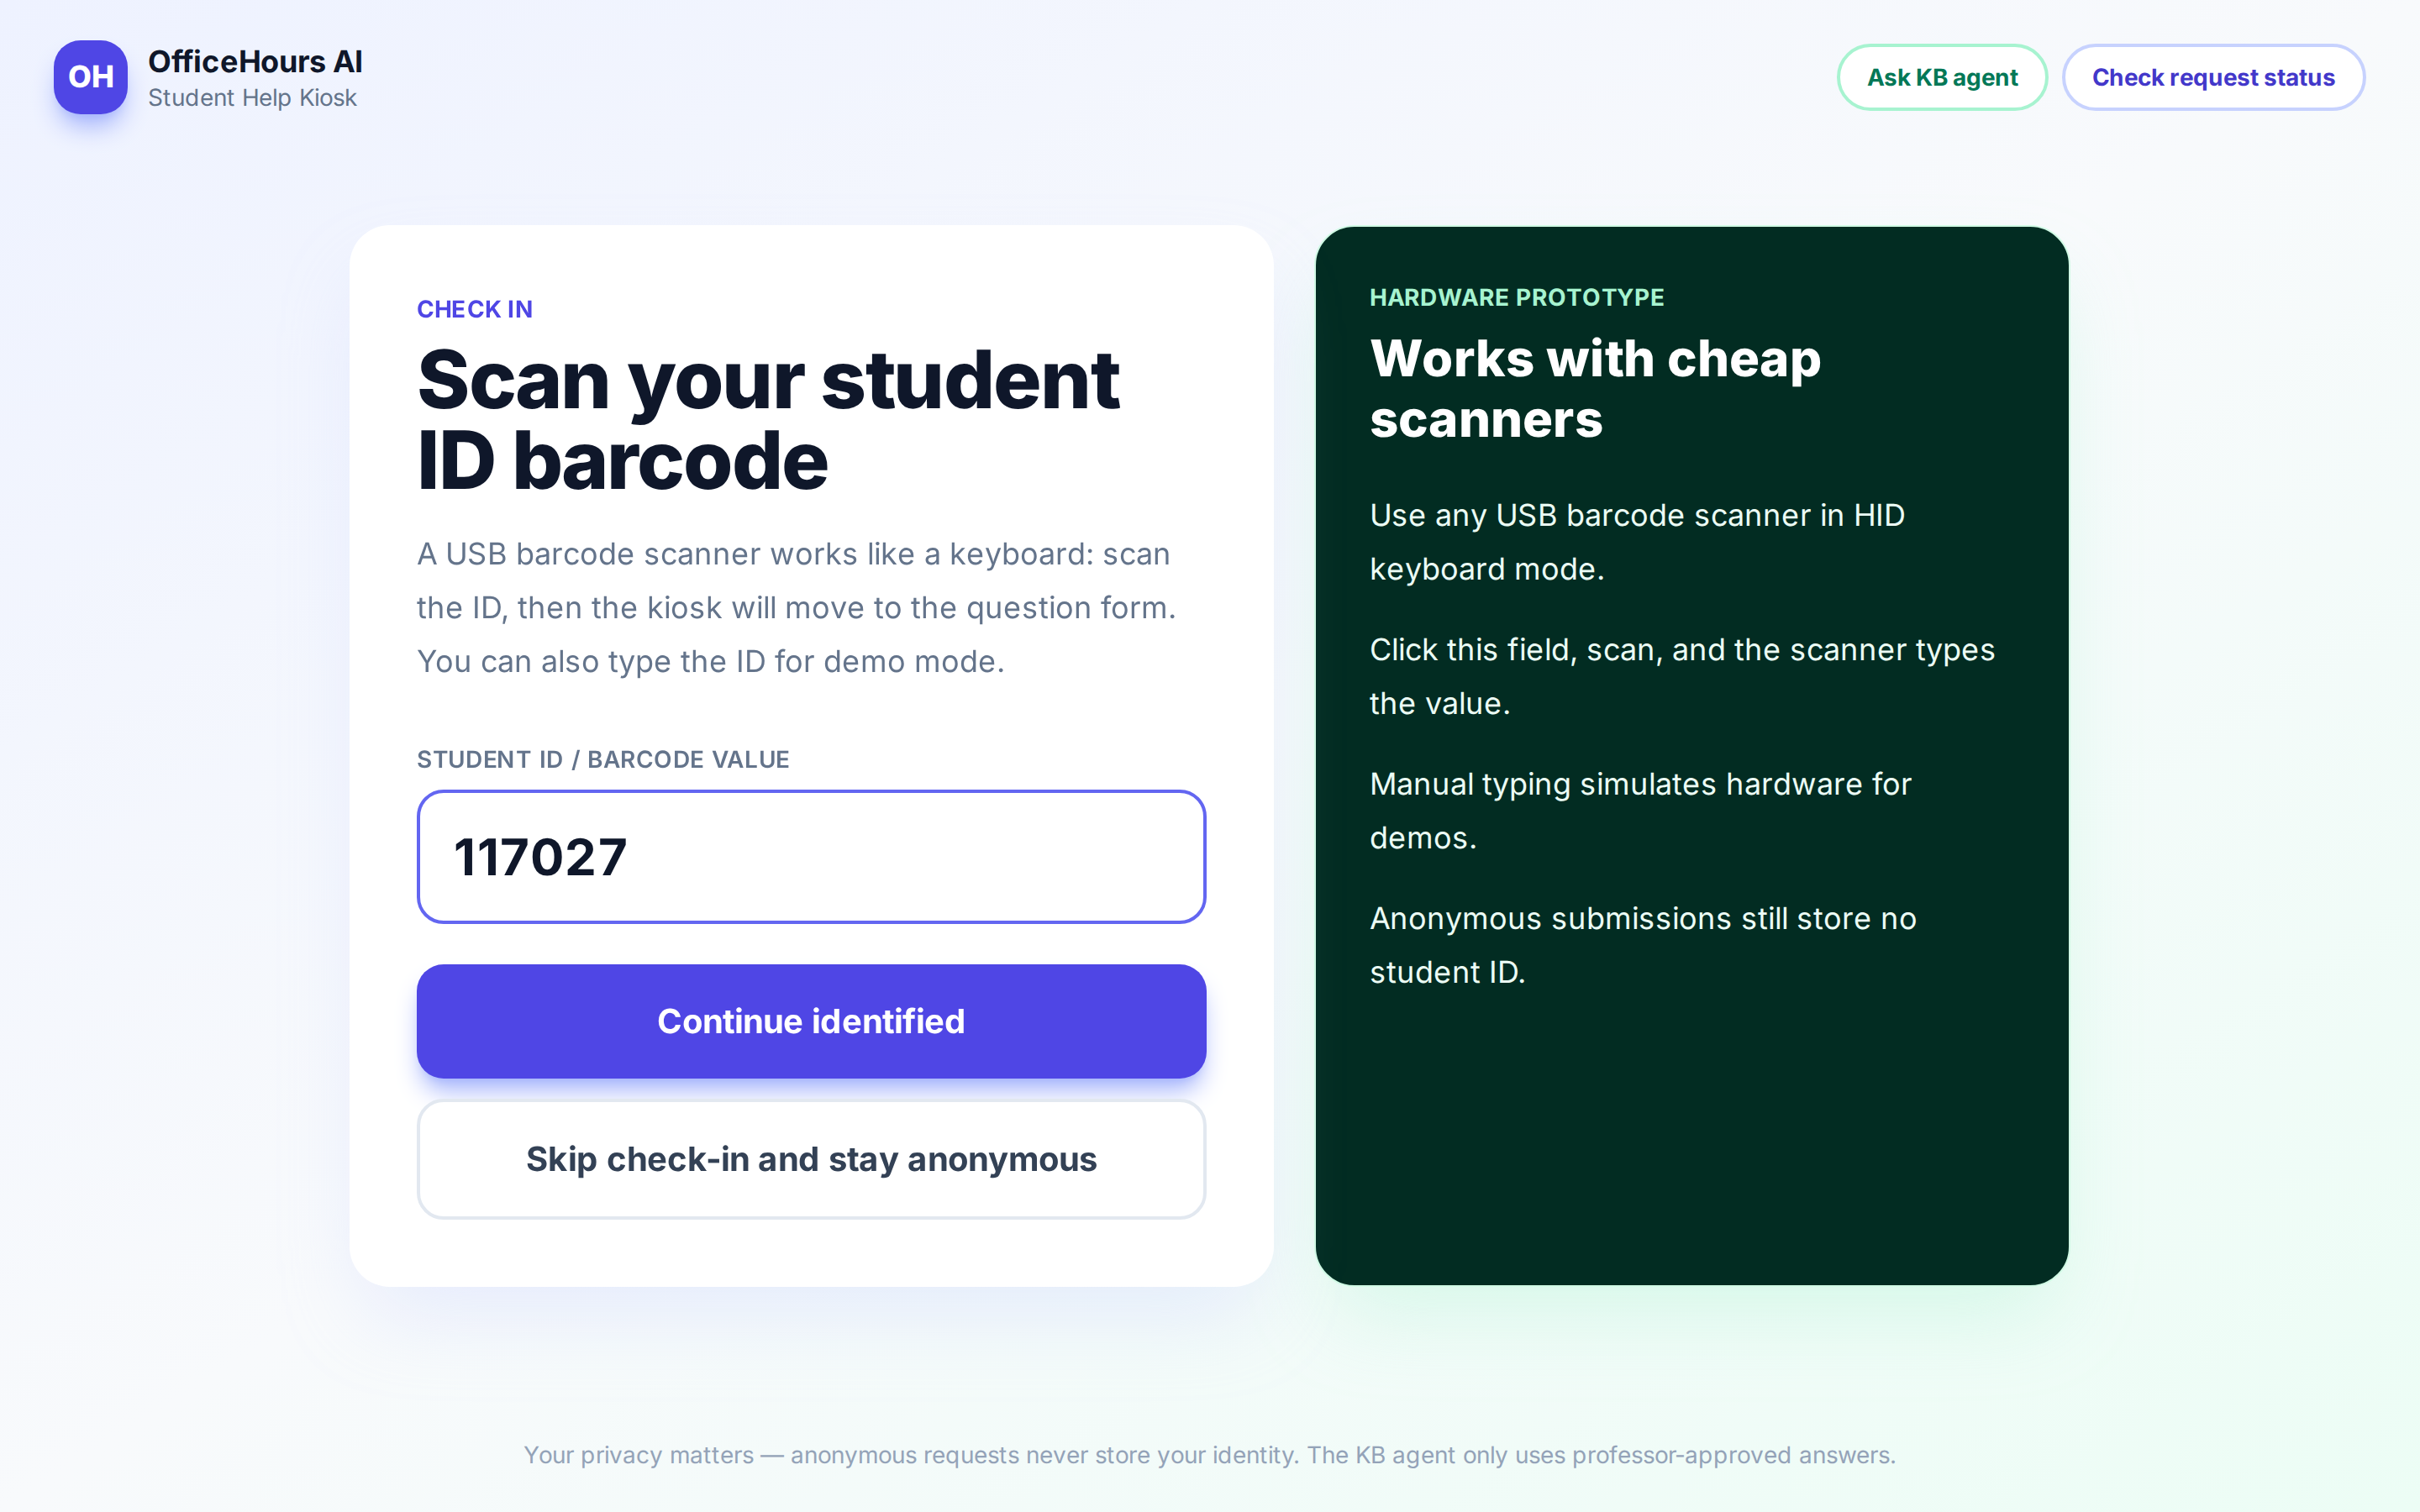 OH
OfficeHours AI
Student Help Kiosk
Ask KB agent
Check request status
CHECK IN
Scan your student
ID barcode
A USB barcode scanner works like a keyboard: scan
the ID, then the kiosk will move to the question form.
You can also type the ID for demo mode.
STUDENT ID / BARCODE VALUE
117027
Continue identified
Skip check-in and stay anonymous
HARDWARE PROTOTYPE
Works with cheap
scanners
Use any USB barcode scanner in HID
keyboard mode.
Click this field, scan, and the scanner types
the value.
Manual typing simulates hardware for
demos.
Anonymous submissions still store no
student ID.
Your privacy matters — anonymous requests never store your identity. The KB agent only uses professor-approved answers.